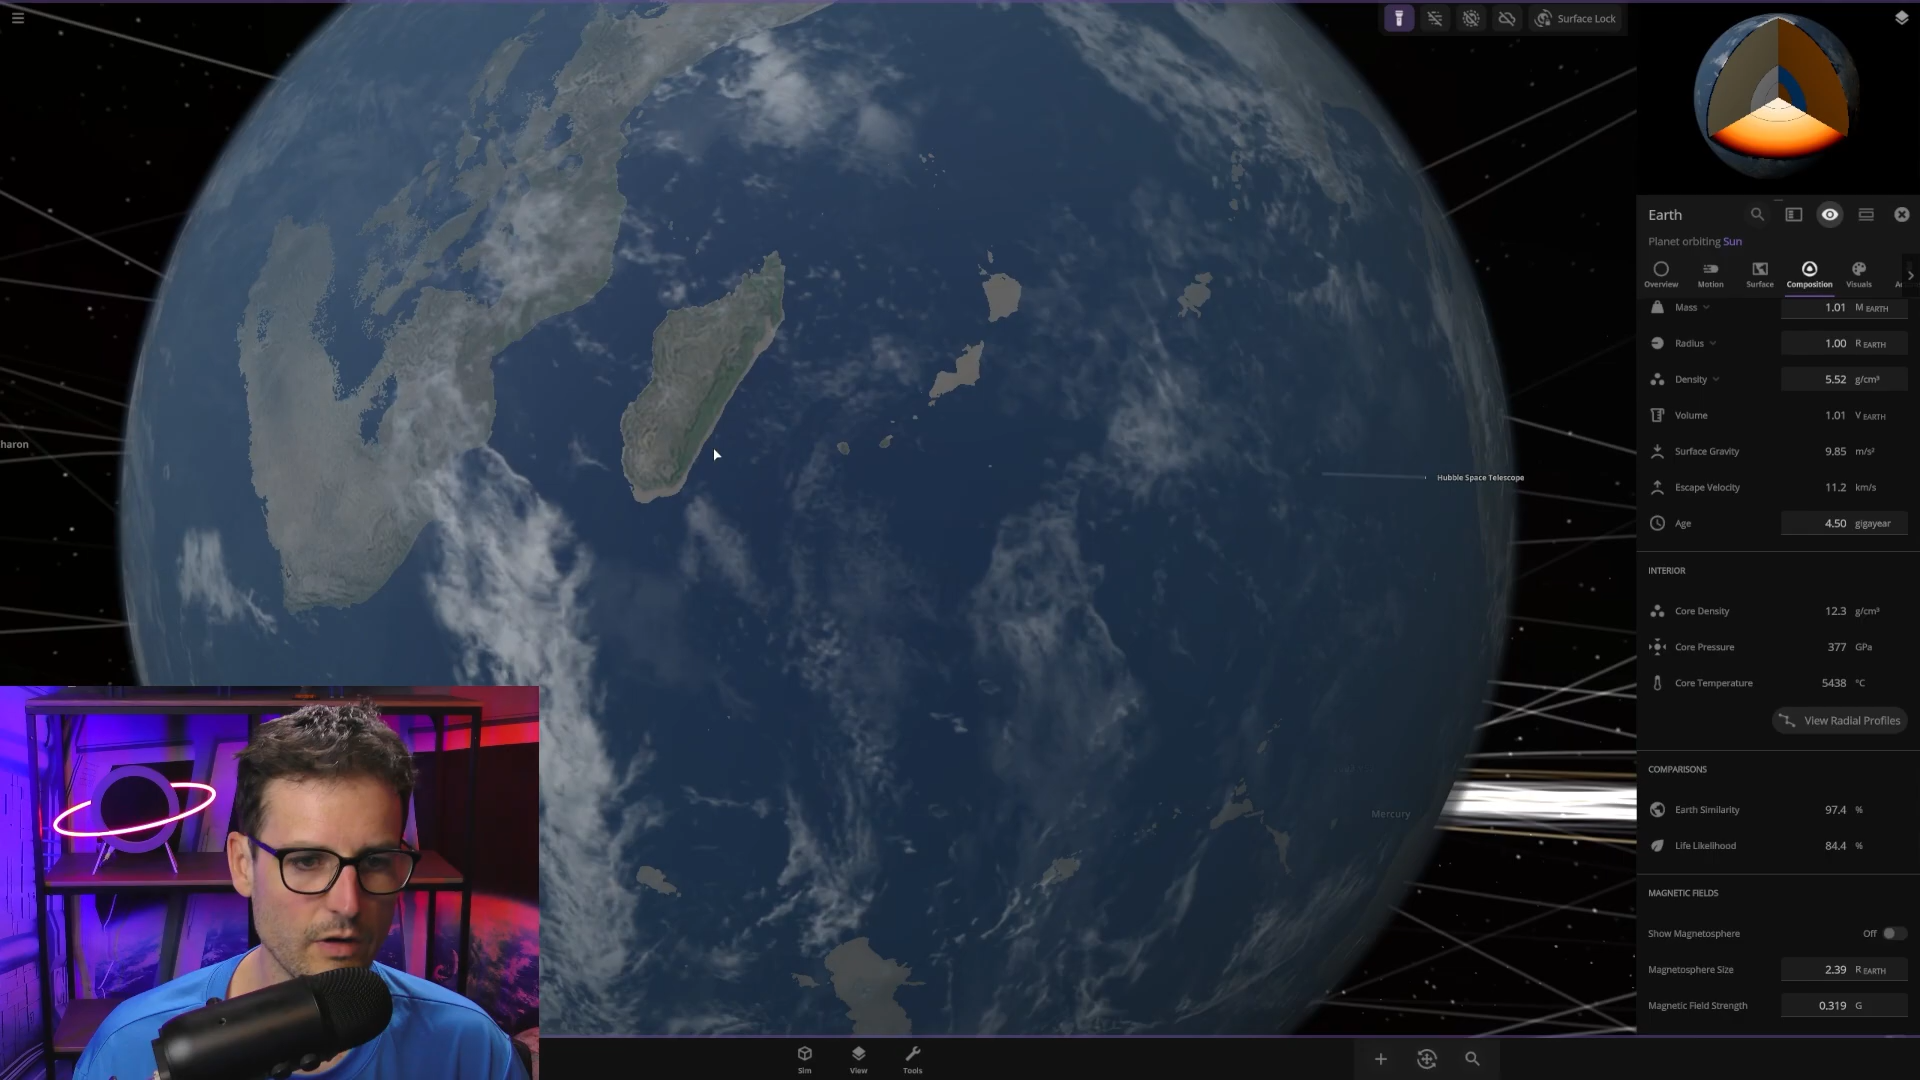 Surface Lock
haron
Hubble Space Telescope
Mercury
Earth
Planet orbiting Sun
Overview Motion Surface Composition Visuals A
Mass 1.01 M EARTH
Radius 1.00 R EARTH
Density 5.52 g/cm³
Volume 1.01 V EARTH
Surface Gravity 9.85 m/s²
Escape Velocity 11.2 km/s
Age 4.50 gigayear
INTERIOR
Core Density 12.3 g/cm³
Core Pressure 377 GPa
Core Temperature 5438 °C
View Radial Profiles
COMPARISONS
Earth Similarity 97.4 %
Life Likelihood 84.4 %
MAGNETIC FIELDS
Show Magnetosphere Off
Magnetosphere Size 2.39 R EARTH
Magnetic Field Strength 0.319 G
Sim View Tools